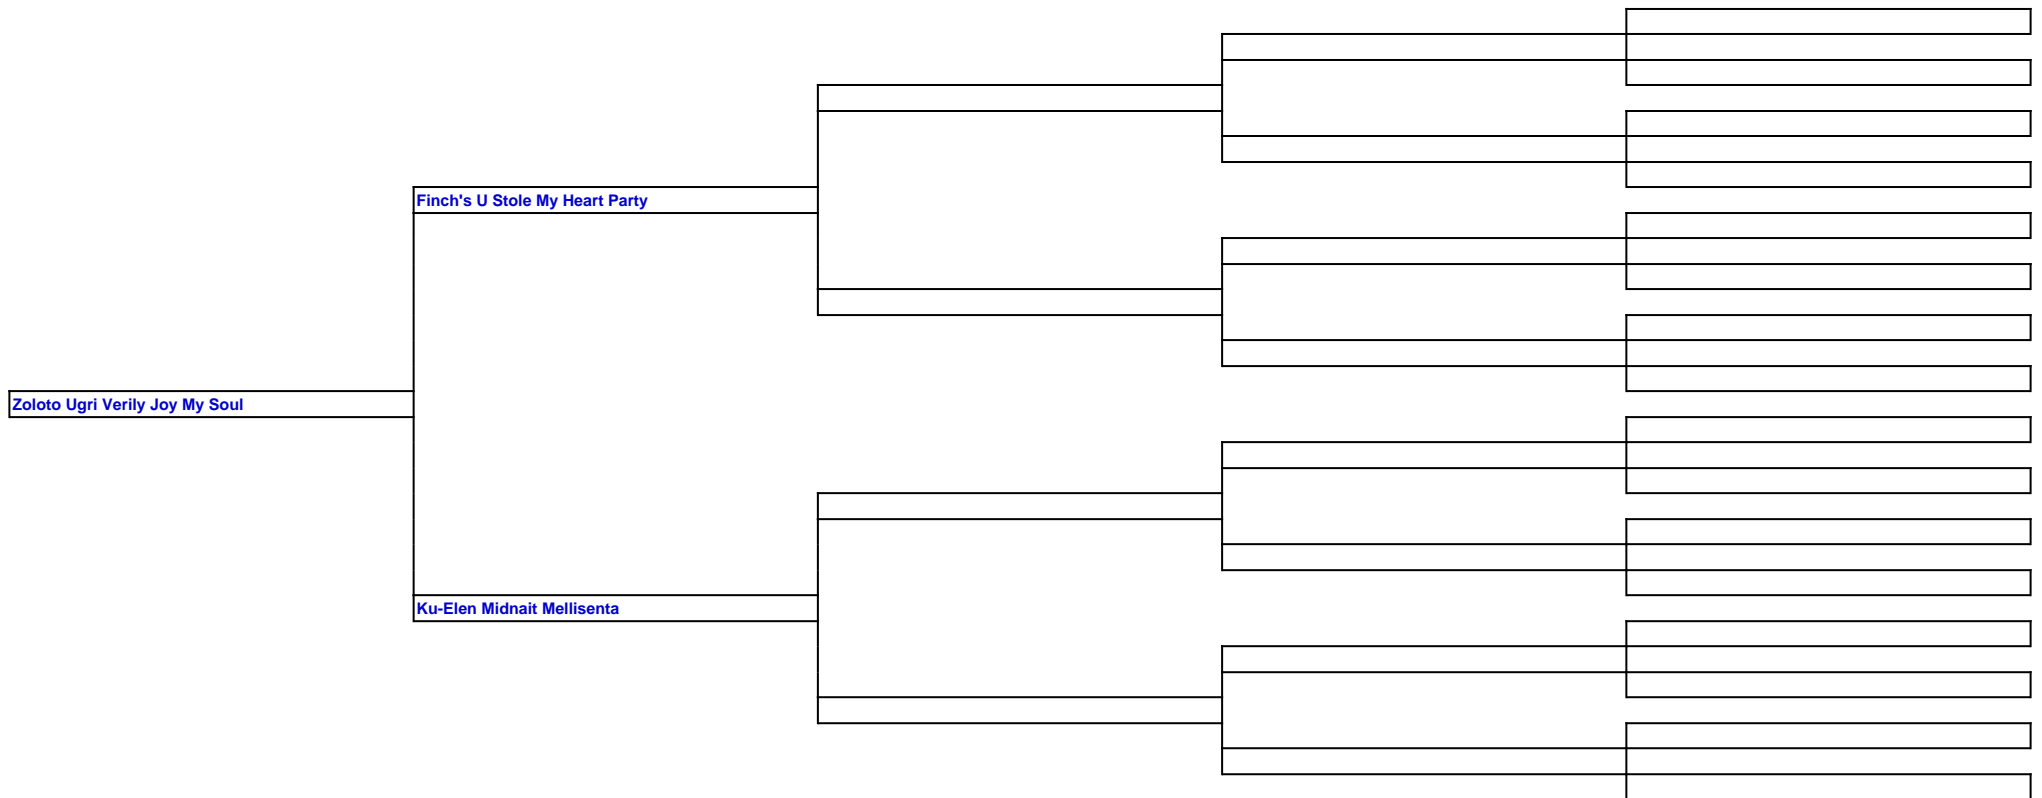 Finch's U Stole My Heart Party
Zoloto Ugri Verily Joy My Soul
Ku-Elen Midnait Mellisenta